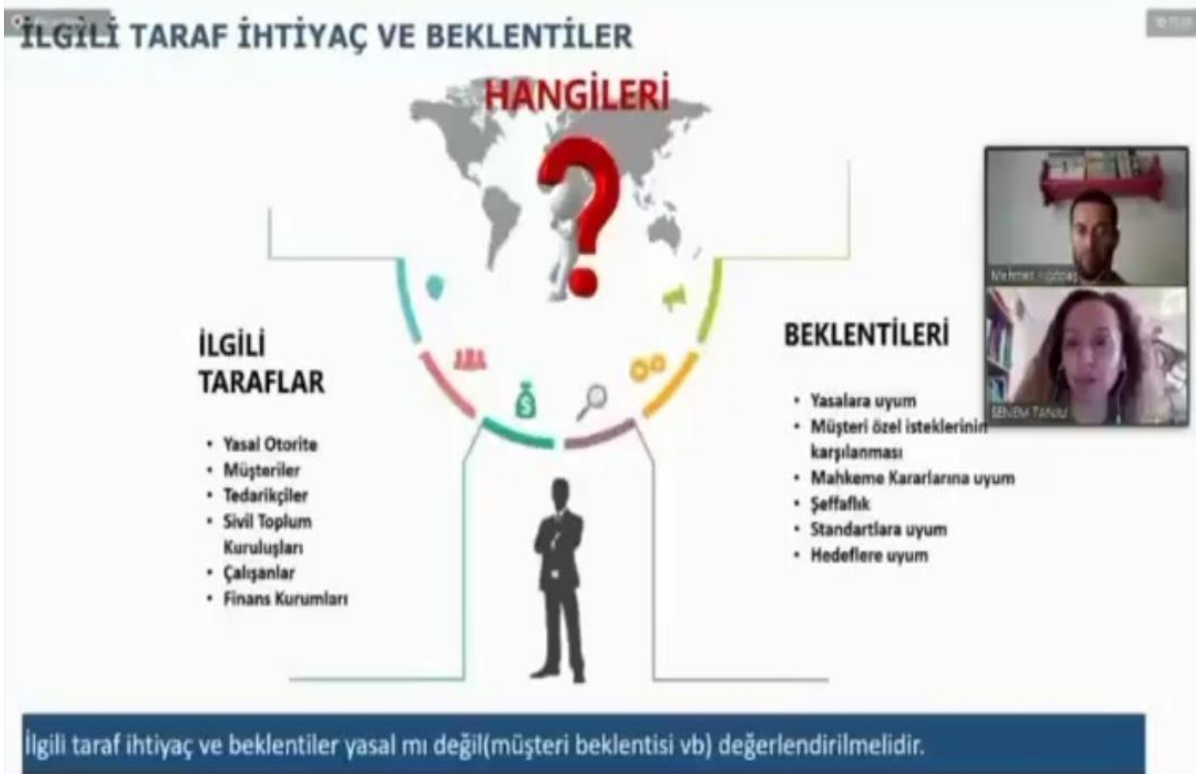 İLGİLİ TARAF İHTİYAÇ VE BEKLENTİLER
HANGİLERİ
İLGİLİ
TARAFLAR
• Yasal Otorite
• Müşteriler
• Tedarikçiler
• Sivil Toplum
Kuruluşları
• Çalışanlar
• Finans Kurumları
BEKLENTİLERİ
• Yasalara uyum
• Müşteri özel isteklerinin
karşılanması
• Mahkeme Kararlarına uyum
• Şeffaflık
• Standartlara uyum
• Hedeflere uyum
Mehmet
SENEM
İlgili taraf ihtiyaç ve beklentiler yasal mı değil(müşteri beklentisi vb) değerlendirilmelidir.